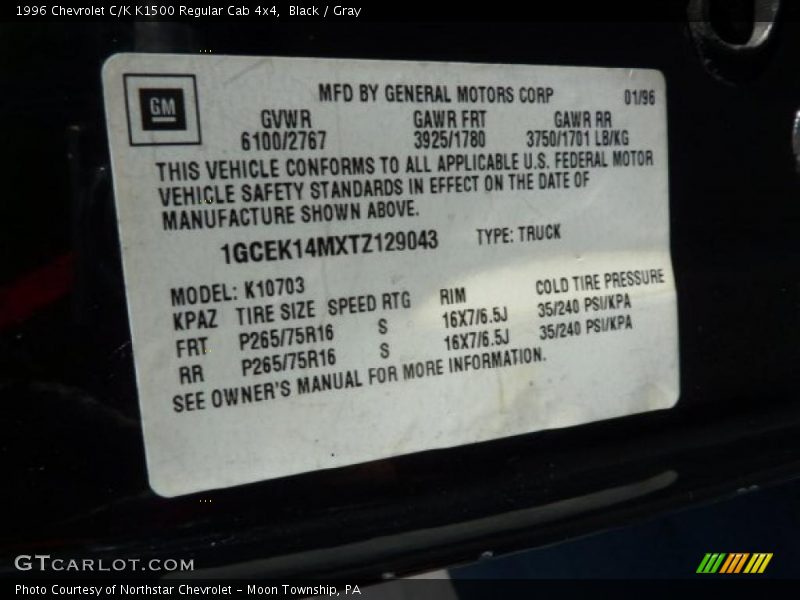 1996 Chevrolet C/K K1500 Regular Cab 4x4, Black / Gray
GM
MFD BY GENERAL MOTORS CORP 01/96
GVWR GAWR FRT GAWR RR
6100/2767 3925/1780 3750/1701 LB/KG
THIS VEHICLE CONFORMS TO ALL APPLICABLE U.S. FEDERAL MOTOR
VEHICLE SAFETY STANDARDS IN EFFECT ON THE DATE OF
MANUFACTURE SHOWN ABOVE.
1GCEK14MXTZ129043 TYPE: TRUCK
MODEL: K10703
KPAZ TIRE SIZE SPEED RTG RIM COLD TIRE PRESSURE
FRT P265/75R16 S 16X7/6.5J 35/240 PSI/KPA
RR P265/75R16 S 16X7/6.5J 35/240 PSI/KPA
SEE OWNER'S MANUAL FOR MORE INFORMATION.
GTCARLOT.COM
Photo Courtesy of Northstar Chevrolet - Moon Township, PA